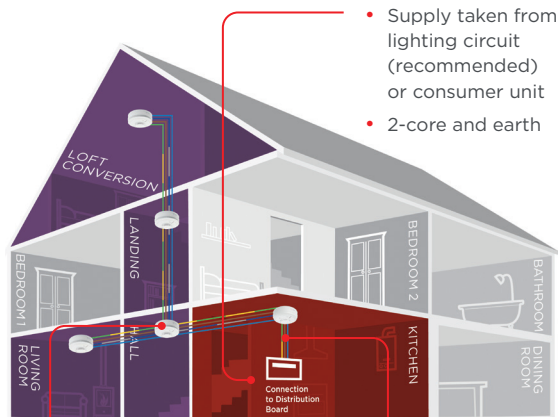 • Supply taken from
lighting circuit
(recommended)
or consumer unit
• 2-core and earth
LOFT
CONVERSION
LANDING
BEDROOM 1
BEDROOM 2
BATHROOM
LIVING
ROOM
HALL
KITCHEN
DINING
ROOM
Connection
to Distribution
Board